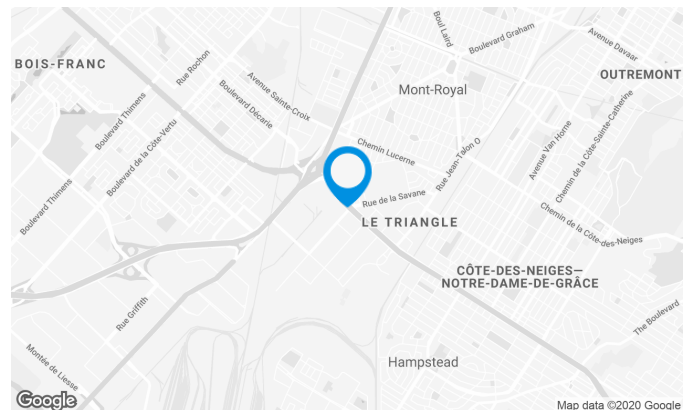 Boul Laird
Boulevard Graham
Avenue Davaar
BOIS-FRANC
Rue Rochon
OUTREMONT
Avenue Sainte-Croix
Mont-Royal
Boulevard Décarie
Boulevard Thimens
Boulevard de la Côte-Vertu
Chemin Lucerne
Rue Jean-Talon O
Avenue Van Horne
Chemin de la Côte-Sainte-Catherine
Boulevard Thimens
Rue de la Savane
LE TRIANGLE
Chemin de la Côte-des-Neiges
CÔTE-DES-NEIGES—
NOTRE-DAME-DE-GRÂCE
Rue Griffith
The Boulevard
Montée de Liesse
Hampstead
Google
Map data ©2020 Google